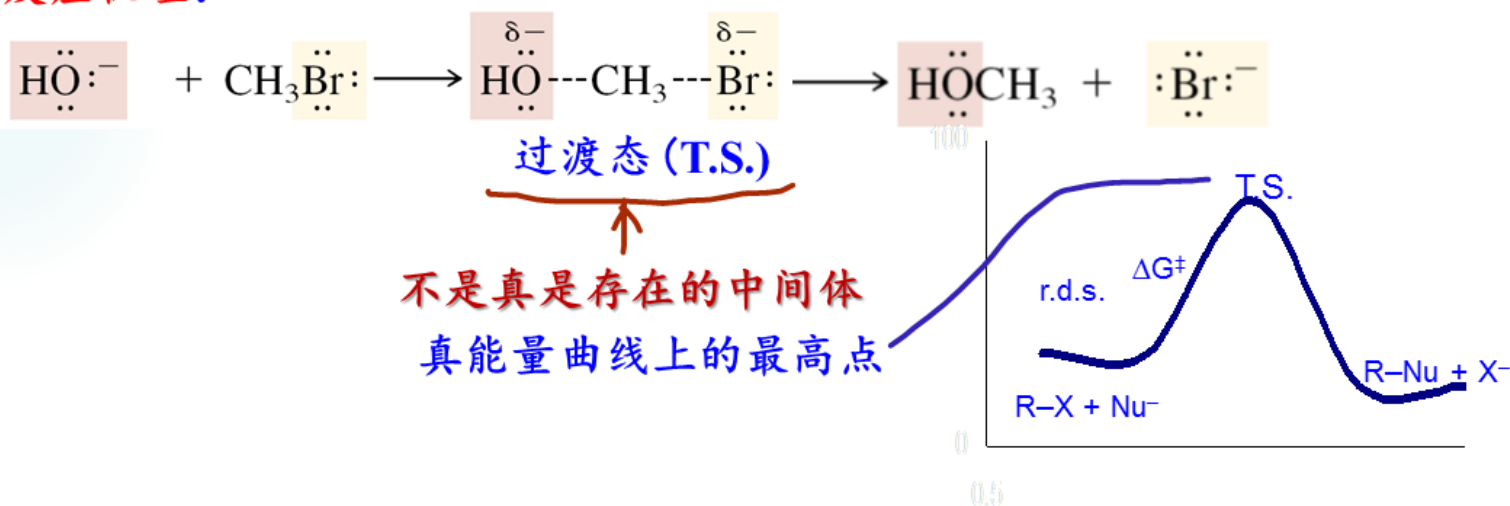 HO:⁻ + CH₃Br: ⟶ HO---CH₃---Br: ⟶ HOCH₃ + :Br:⁻
δ− δ−
过渡态(T.S.)
不是真是存在的中间体
真能量曲线上的最高点
100
T.S.
ΔG‡
r.d.s.
R–X + Nu⁻
R–Nu + X⁻
0
0.5